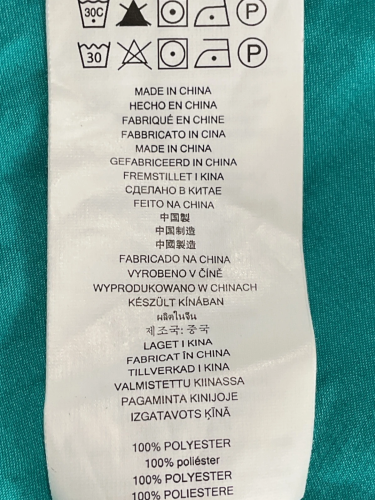 30C P
30 P
MADE IN CHINA
HECHO EN CHINA
FABRIQUÉ EN CHINE
FABBRICATO IN CINA
MADE IN CHINA
GEFABRICEERD IN CHINA
FREMSTILLET I KINA
СДЕЛАНО В КИТАЕ
FEITO NA CHINA
中国製
中国制造
中國製造
FABRICADO NA CHINA
VYROBENO V ČÍNĚ
WYPRODUKOWANO W CHINACH
KÉSZÜLT KÍNÁBAN
ผลิตในจีน
제조국: 중국
LAGET I KINA
FABRICAT ÎN CHINA
TILLVERKAD I KINA
VALMISTETTU KIINASSA
PAGAMINTA KINIJOJE
IZGATAVOTS ĶĪNĀ
100% POLYESTER
100% poliéster
100% POLYESTER
100% POLIESTERE